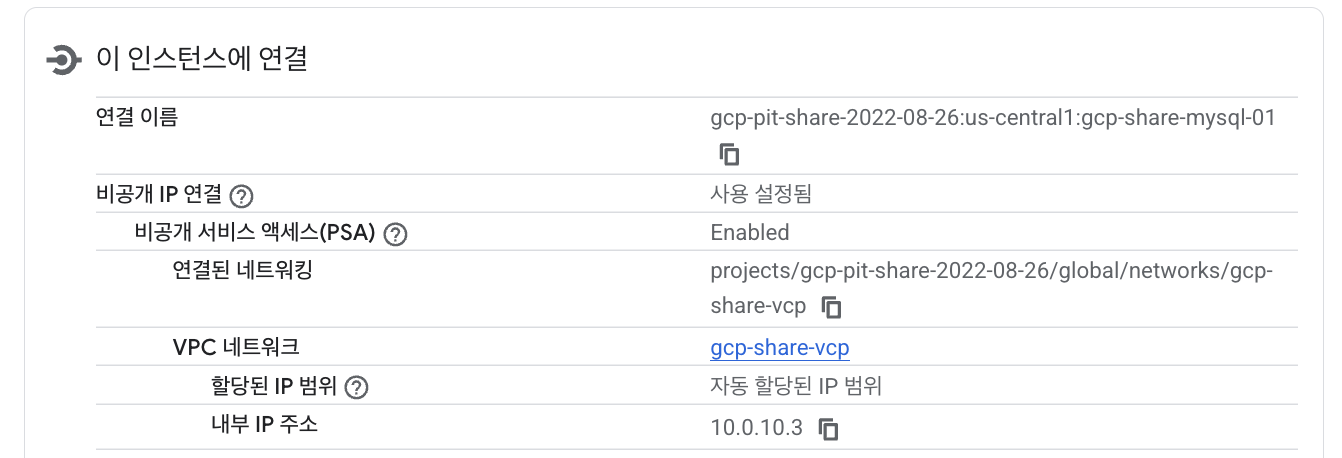 이 인스턴스에 연결
연결 이름
gcp-pit-share-2022-08-26:us-central1:gcp-share-mysql-01
비공개 IP 연결
사용 설정됨
비공개 서비스 액세스(PSA)
Enabled
연결된 네트워킹
projects/gcp-pit-share-2022-08-26/global/networks/gcp-
share-vcp
VPC 네트워크
gcp-share-vcp
할당된 IP 범위
자동 할당된 IP 범위
내부 IP 주소
10.0.10.3